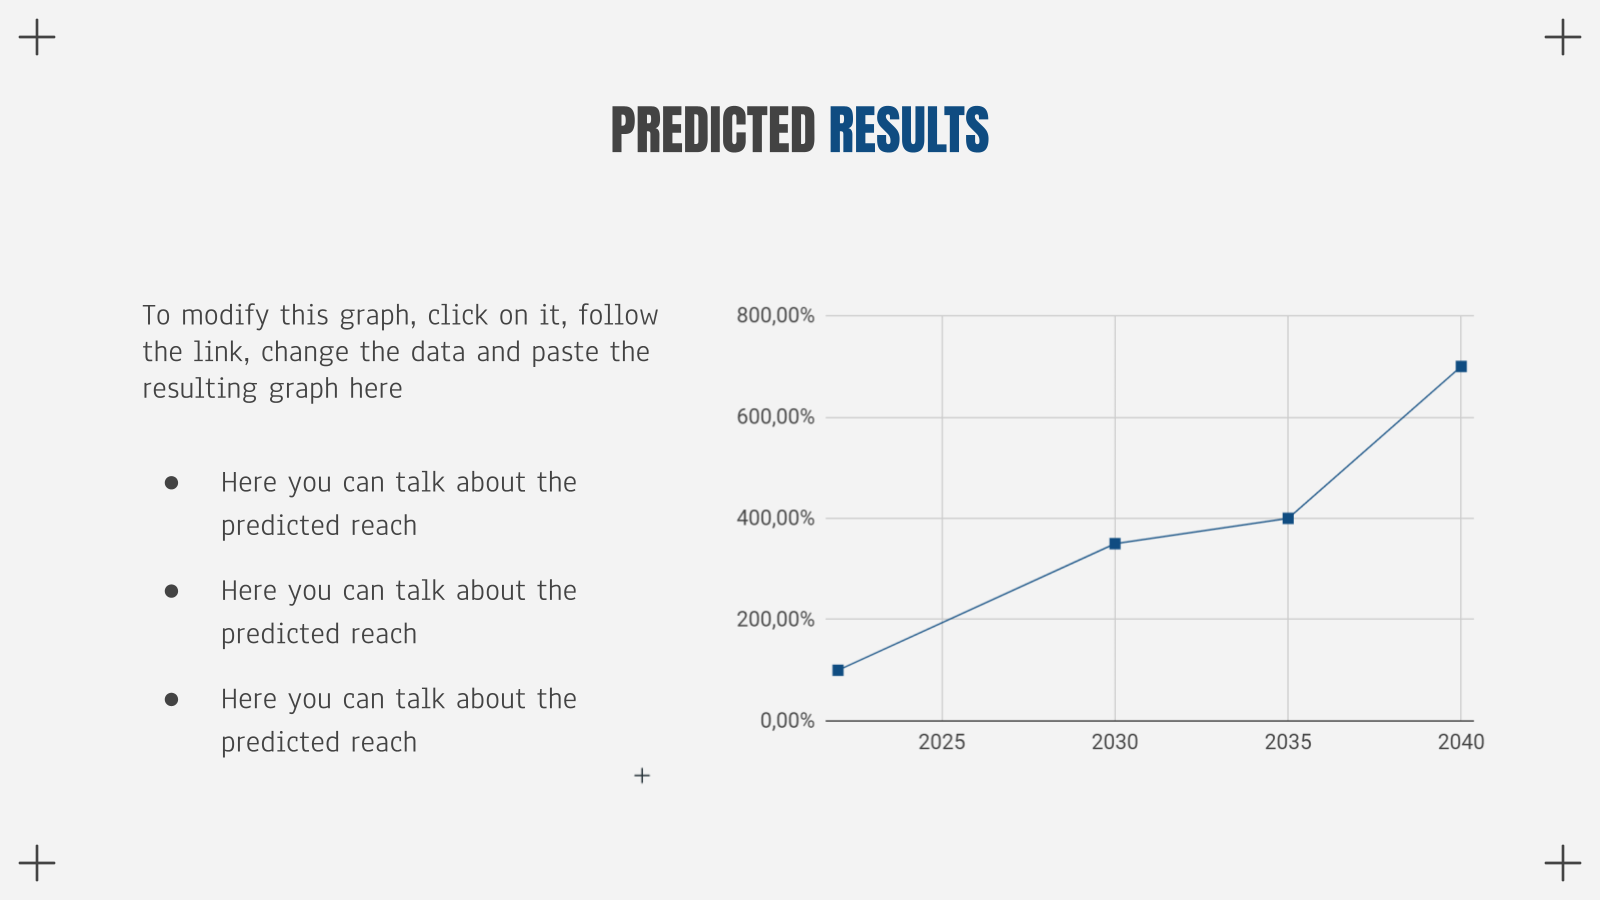 PREDICTED RESULTS
To modify this graph, click on it, follow
the link, change the data and paste the
resulting graph here
● Here you can talk about the
predicted reach
● Here you can talk about the
predicted reach
● Here you can talk about the
predicted reach
800,00%
600,00%
400,00%
200,00%
0,00%
2025 2030 2035 2040